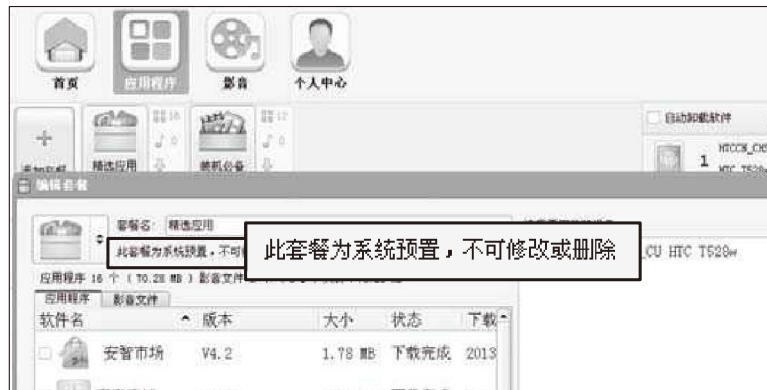 首页
应用程序
影音
个人中心
16
0
12
0
精选应用
装机必备
自动卸载软件
1
编辑套餐
套餐名: 精选应用
此套餐为系统预置，不可
此套餐为系统预置，不可修改或删除
_CU HTC T528w
应用程序 16 个 ( 70.28 MB ) 影音文件
应用程序
影音文件
软件名 版本 大小 状态 下载
安智市场 V4.2 1.78 MB 下载完成 2013